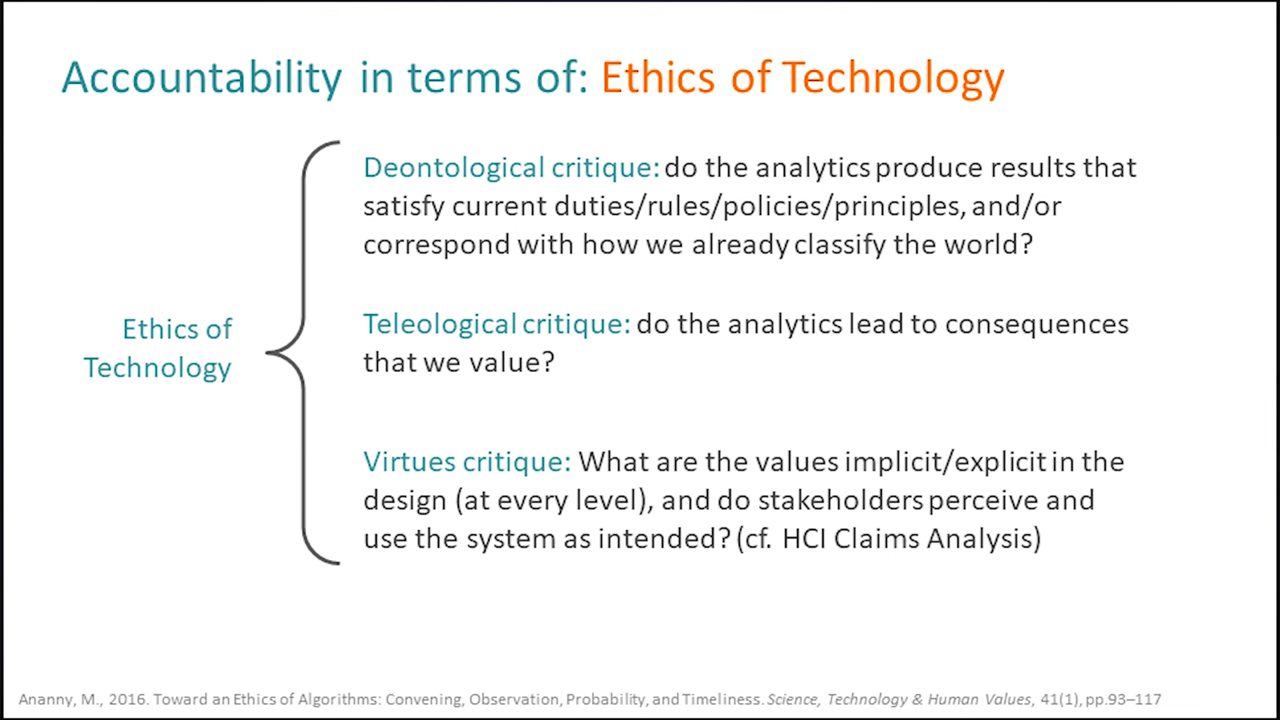 Accountability in terms of: Ethics of Technology
Deontological critique: do the analytics produce results that
satisfy current duties/rules/policies/principles, and/or
correspond with how we already classify the world?
Ethics of
Technology
Teleological critique: do the analytics lead to consequences
that we value?
Virtues critique: What are the values implicit/explicit in the
design (at every level), and do stakeholders perceive and
use the system as intended? (cf. HCI Claims Analysis)
Ananny, M., 2016. Toward an Ethics of Algorithms: Convening, Observation, Probability, and Timeliness. Science, Technology & Human Values, 41(1), pp.93–117